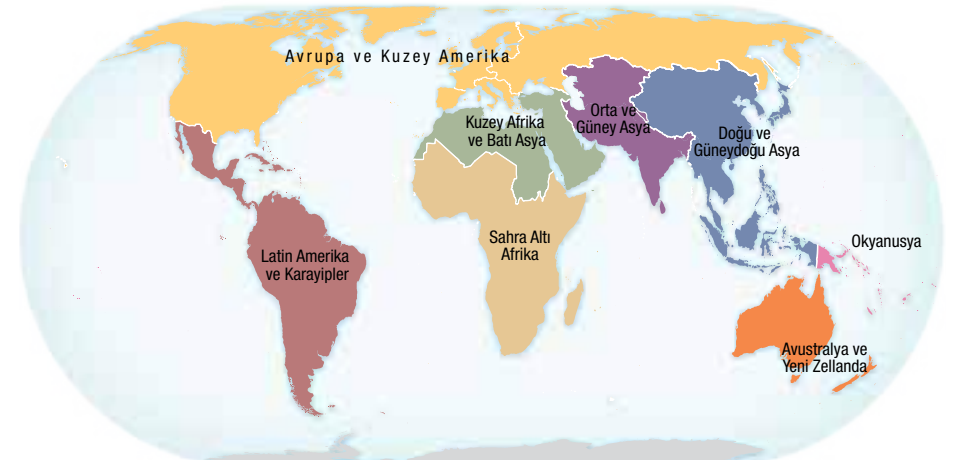 Avrupa ve Kuzey Amerika
Kuzey Afrika
ve Batı Asya
Orta ve
Güney Asya
Doğu ve
Güneydoğu Asya
Latin Amerika
ve Karayipler
Sahra Altı
Afrika
Okyanusya
Avustralya ve
Yeni Zellanda